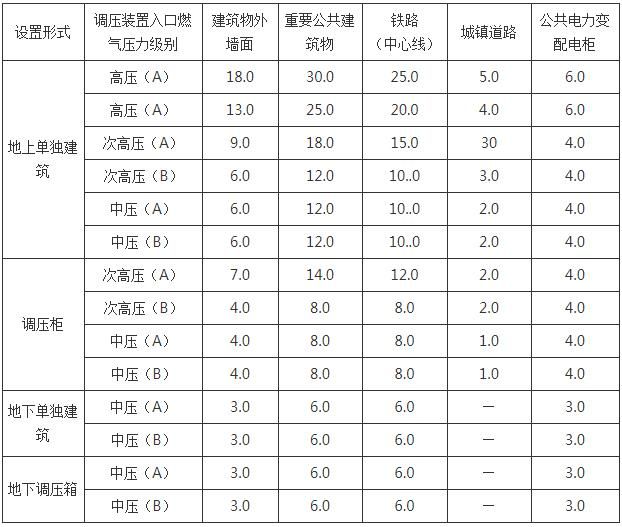 设置形式 调压装置入口燃气压力级别 建筑物外墙面 重要公共建筑物 铁路（中心线） 城镇道路 公共电力变配电柜
地上单独建筑 高压（A） 18.0 30.0 25.0 5.0 6.0
高压（A） 13.0 25.0 20.0 4.0 6.0
次高压（A） 9.0 18.0 15.0 30 4.0
次高压（B） 6.0 12.0 10..0 3.0 4.0
中压（A） 6.0 12.0 10..0 2.0 4.0
中压（B） 6.0 12.0 10..0 2.0 4.0
调压柜 次高压（A） 7.0 14.0 12.0 2.0 4.0
次高压（B） 4.0 8.0 8.0 2.0 4.0
中压（A） 4.0 8.0 8.0 1.0 4.0
中压（B） 4.0 8.0 8.0 1.0 4.0
地下单独建筑 中压（A） 3.0 6.0 6.0 — 3.0
中压（B） 3.0 6.0 6.0 — 3.0
地下调压箱 中压（A） 3.0 6.0 6.0 — 3.0
中压（B） 3.0 6.0 6.0 — 3.0